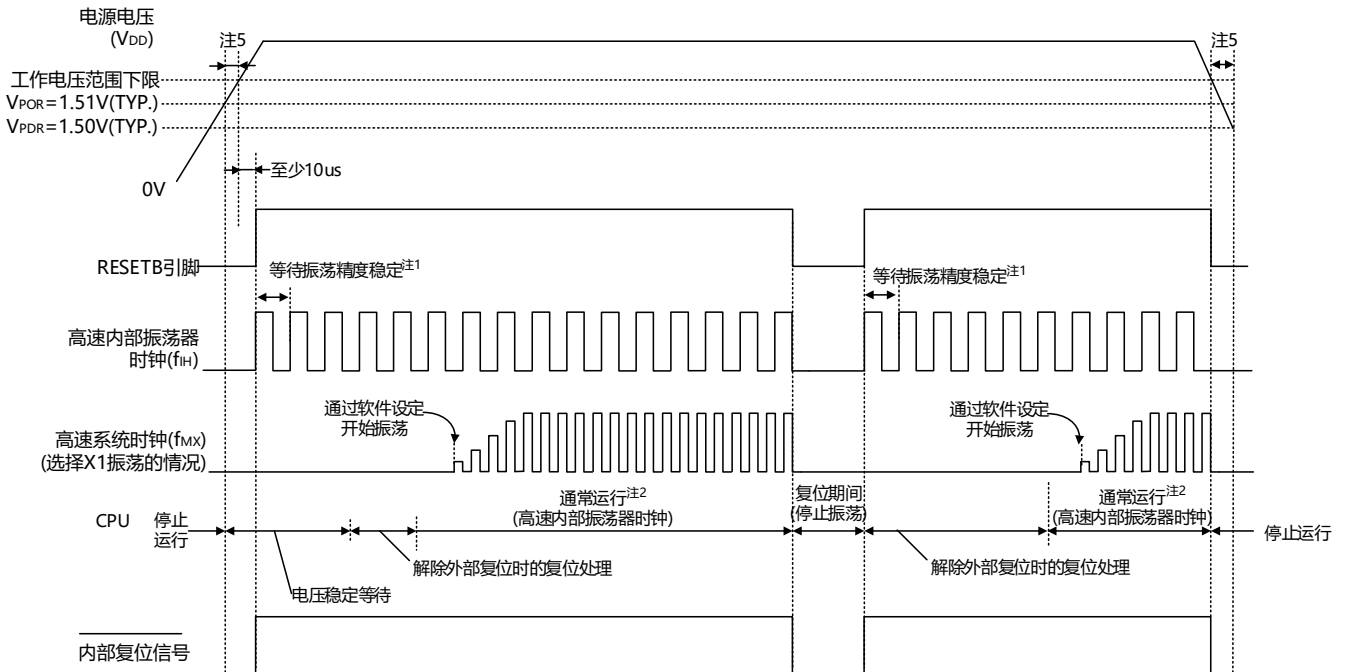 电源电压
(VDD)
注5
注5
工作电压范围下限
VPOR=1.51V(TYP.)
VPDR=1.50V(TYP.)
至少10us
0V
RESETB引脚
等待振荡精度稳定注1
等待振荡精度稳定注1
高速内部振荡器
时钟(fIH)
通过软件设定
开始振荡
通过软件设定
开始振荡
高速系统时钟(fMX)
(选择X1振荡的情况)
CPU
停止
运行
通常运行注2
(高速内部振荡器时钟)
复位期间
(停止振荡)
通常运行注2
(高速内部振荡器时钟)
停止运行
解除外部复位时的复位处理
解除外部复位时的复位处理
电压稳定等待
内部复位信号